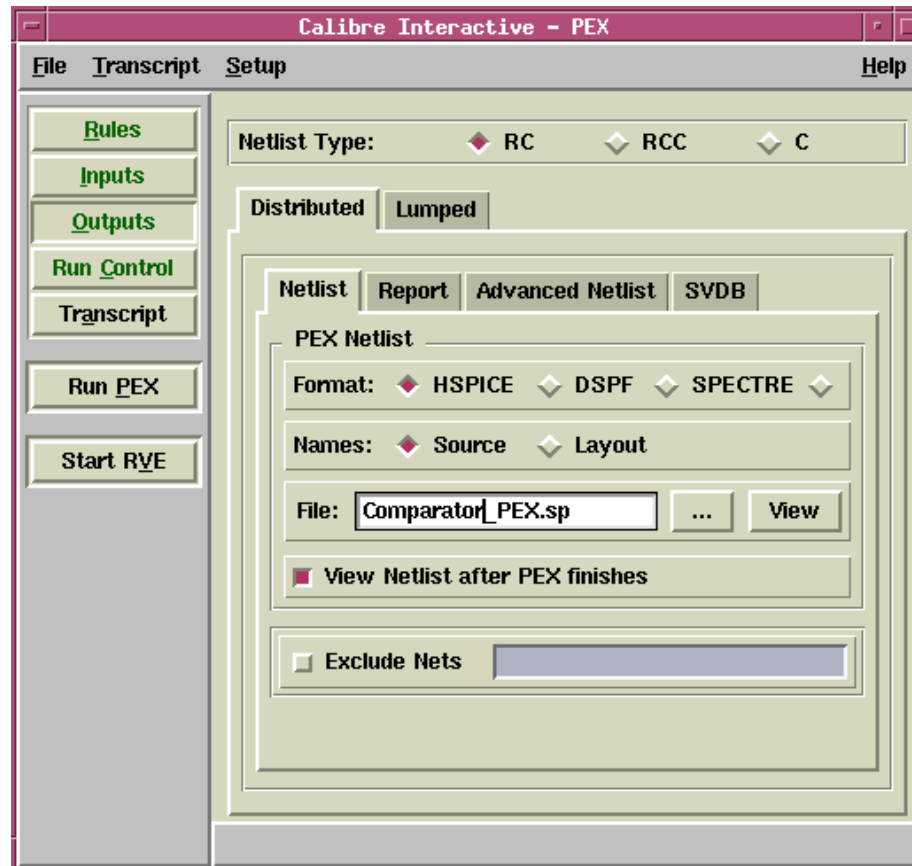 Calibre Interactive - PEX
File Transcript Setup Help
Rules
Inputs
Outputs
Run Control
Transcript
Run PEX
Start RVE
Netlist Type: RC RCC C
Distributed Lumped
Netlist Report Advanced Netlist SVDB
PEX Netlist
Format: HSPICE DSPF SPECTRE
Names: Source Layout
File: Comparator_PEX.sp ... View
View Netlist after PEX finishes
Exclude Nets